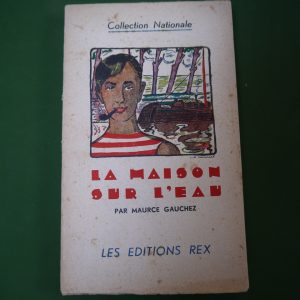 Collection Nationale
LA MAISON
SUR L'EAU
PAR MAURCE GAUCHEZ
LES EDITIONS REX